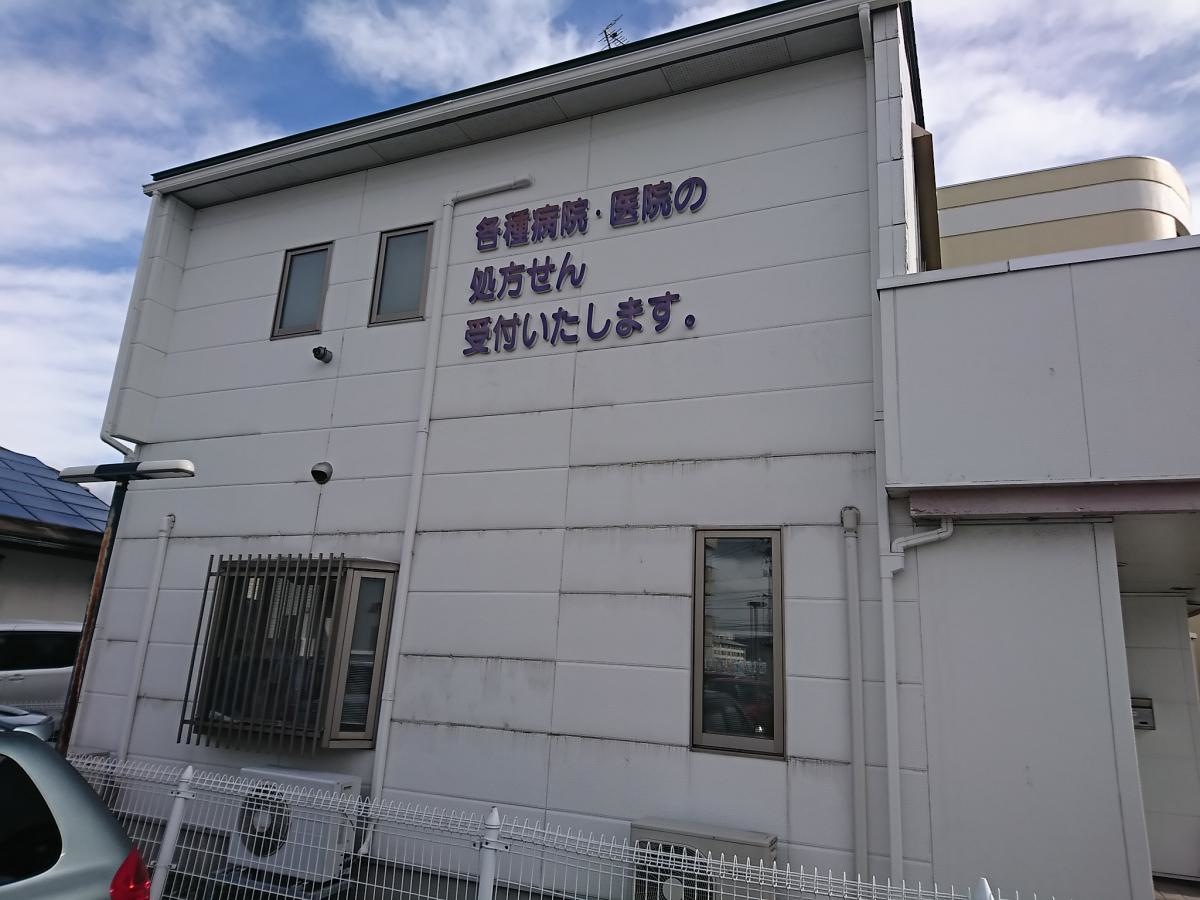 各種病院・医院の
処方せん
受付いたします。